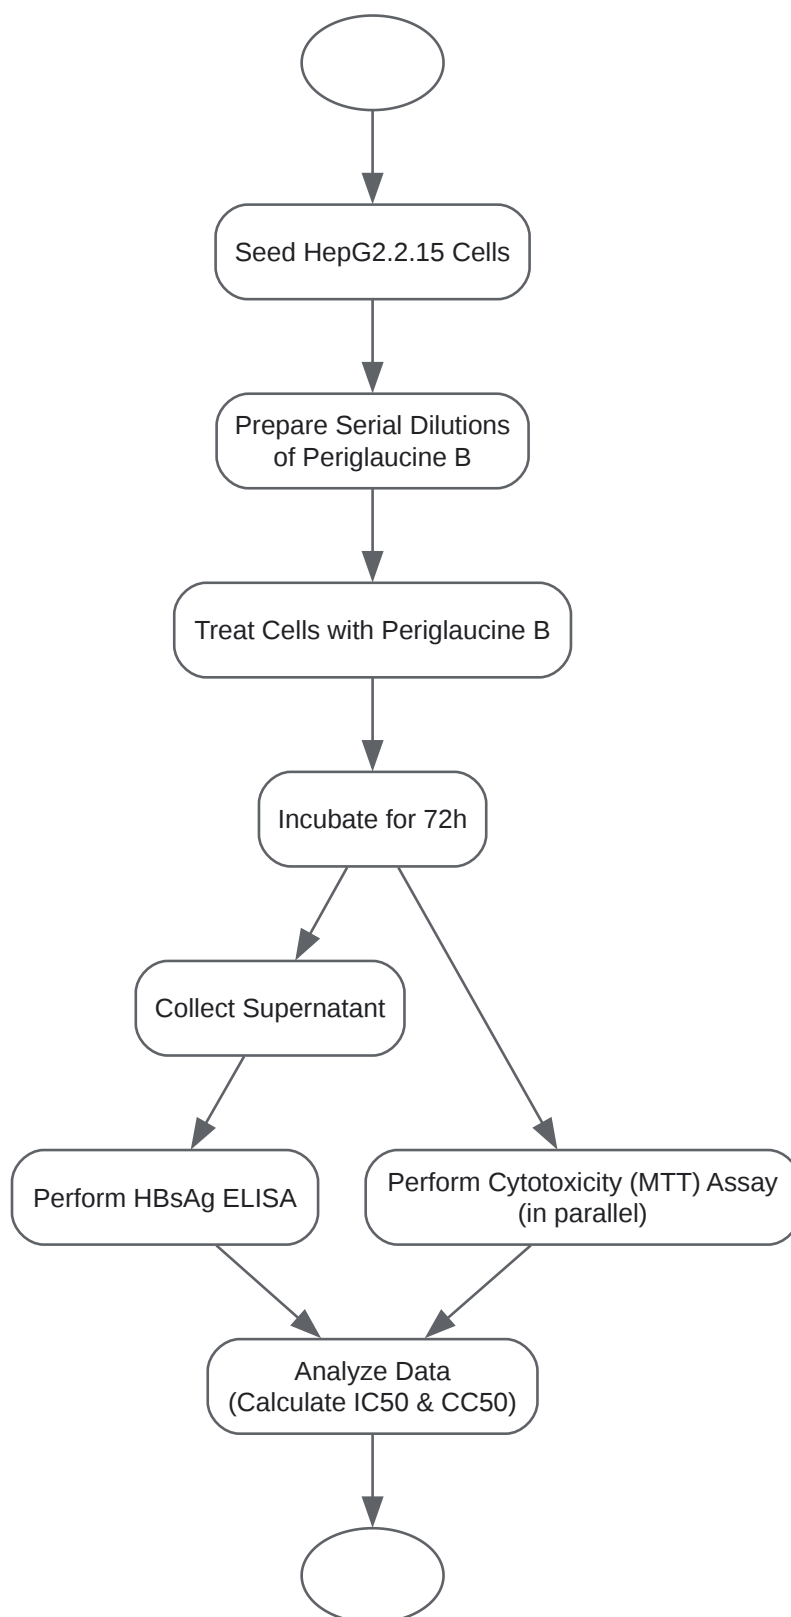 Seed HepG2.2.15 Cells
Prepare Serial Dilutions
of Periglaucine B
Treat Cells with Periglaucine B
Incubate for 72h
Collect Supernatant
Perform HBsAg ELISA
Perform Cytotoxicity (MTT) Assay
(in parallel)
Analyze Data
(Calculate IC50 & CC50)